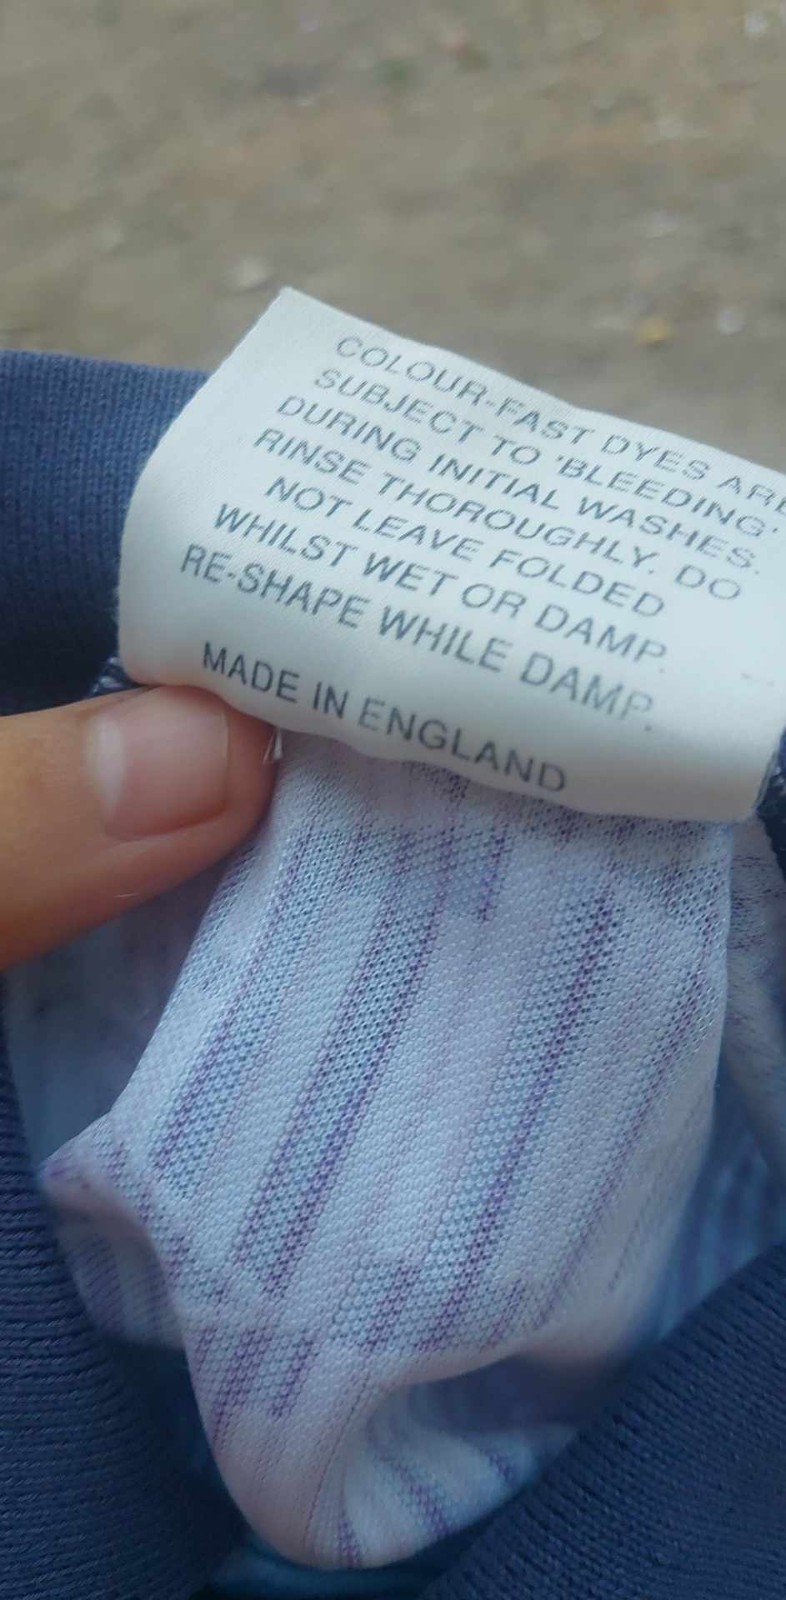 COLOUR-FAST DYES ARE
SUBJECT TO 'BLEEDING'
DURING INITIAL WASHES.
RINSE THOROUGHLY. DO
NOT LEAVE FOLDED
WHILST WET OR DAMP.
RE-SHAPE WHILE DAMP.
MADE IN ENGLAND